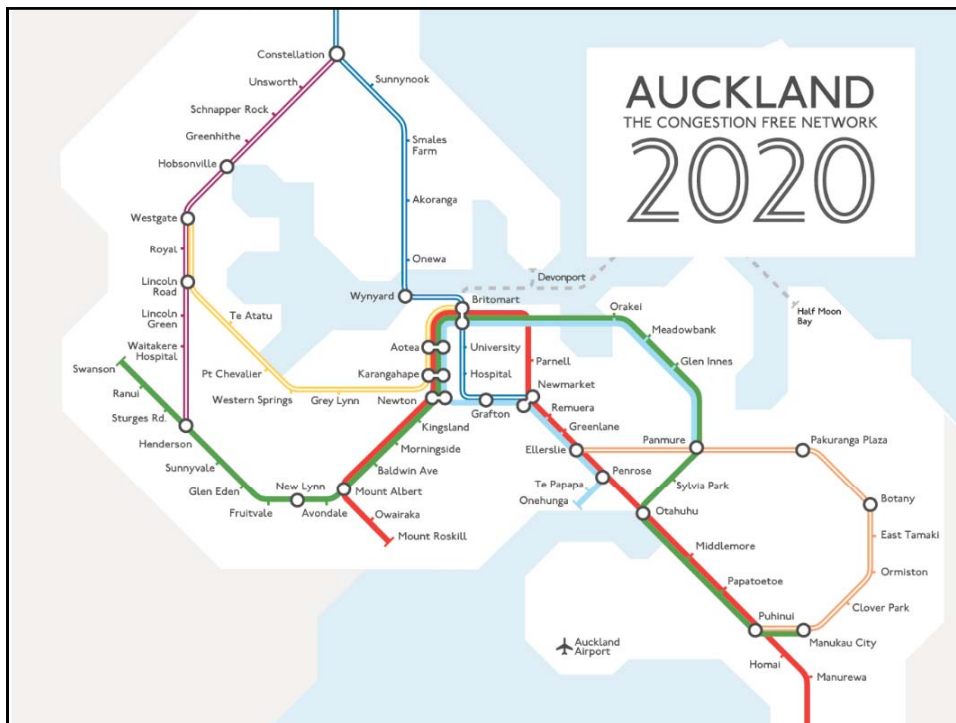 AUCKLAND
THE CONGESTION FREE NETWORK
2020
Constellation
Unsworth
Sunnynook
Schnapper Rock
Greenhithe
Smales
Farm
Hobsonville
Akoranga
Westgate
Royal
Onewa
Lincoln
Road
Devonport
Wynyard
Britomart
Half Moon
Bay
Lincoln
Green
Te Atatu
Orakei
Meadowbank
Waitakere
Hospital
Aotea
University
Parnell
Glen Innes
Swanson
Pt Chevalier
Karangahape
Hospital
Ranui
Western Springs
Grey Lynn
Newton
Newmarket
Grafton
Remuera
Sturges Rd.
Kingsland
Greenlane
Henderson
Morningside
Ellerslie
Panmure
Pakuranga Plaza
Sunnyvale
Baldwin Ave
Penrose
Glen Eden
New Lynn
Mount Albert
Te Papapa
Sylvia Park
Onehunga
Botany
Fruitvale
Avondale
Owairaka
Otahuhu
Mount Roskill
East Tamaki
Middlemore
Ormiston
Papatoetoe
Clover Park
Puhinui
Manukau City
Auckland
Airport
Homai
Manurewa